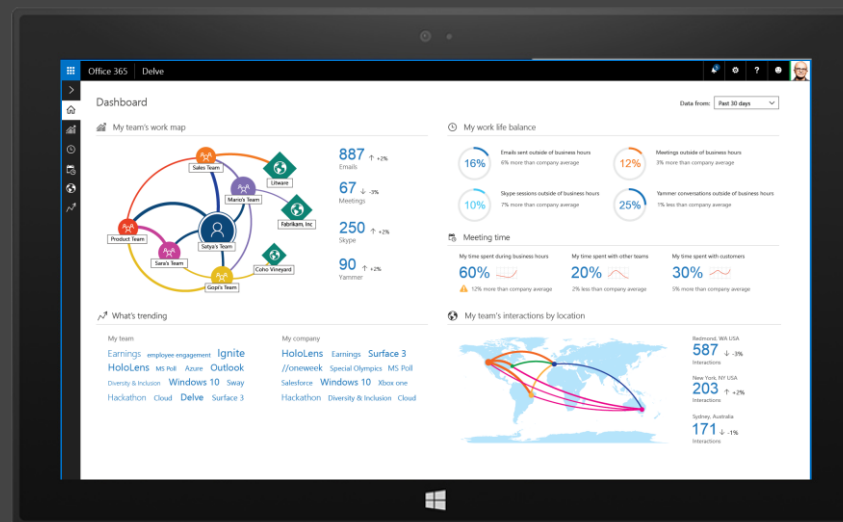 Office 365 Delve
Dashboard
Data from: Past 30 days
My team's work map
Sales Team
Litware
Mario's Team
Fabrikam, Inc
Product Team
Satya's Team
Sara's Team
Coho Vineyard
Gopi's Team
887 ↑ +2%
Emails
67 ↓ -3%
Meetings
250 ↑ +2%
Skype
90 ↑ +2%
Yammer
My work life balance
16%
Emails sent outside of business hours
6% more than company average
12%
Meetings outside of business hours
3% more than company average
10%
Skype sessions outside of business hours
7% more than company average
25%
Yammer conversations outside of business hours
1% less than company average
Meeting time
My time spent during business hours
60%
12% more than company average
My time spent with other teams
20%
2% less than company average
My time spent with customers
30%
5% more than company average
What's trending
My team
Earnings employee engagement Ignite
HoloLens MS Poll Azure Outlook
Diversity & Inclusion Windows 10 Sway
Hackathon Cloud Delve Surface 3
My company
HoloLens Earnings Surface 3
//oneweek Special Olympics MS Poll
Salesforce Windows 10 Xbox one
Hackathon Diversity & Inclusion Cloud
My team's interactions by location
Redmond, WA USA
587 ↓ -3%
Interactions
New York, NY USA
203 ↑ +2%
Interactions
Sydney, Australia
171 ↓ -1%
Interactions